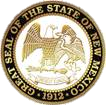 GREAT SEAL OF THE STATE OF NEW MEXICO
• 1912 •